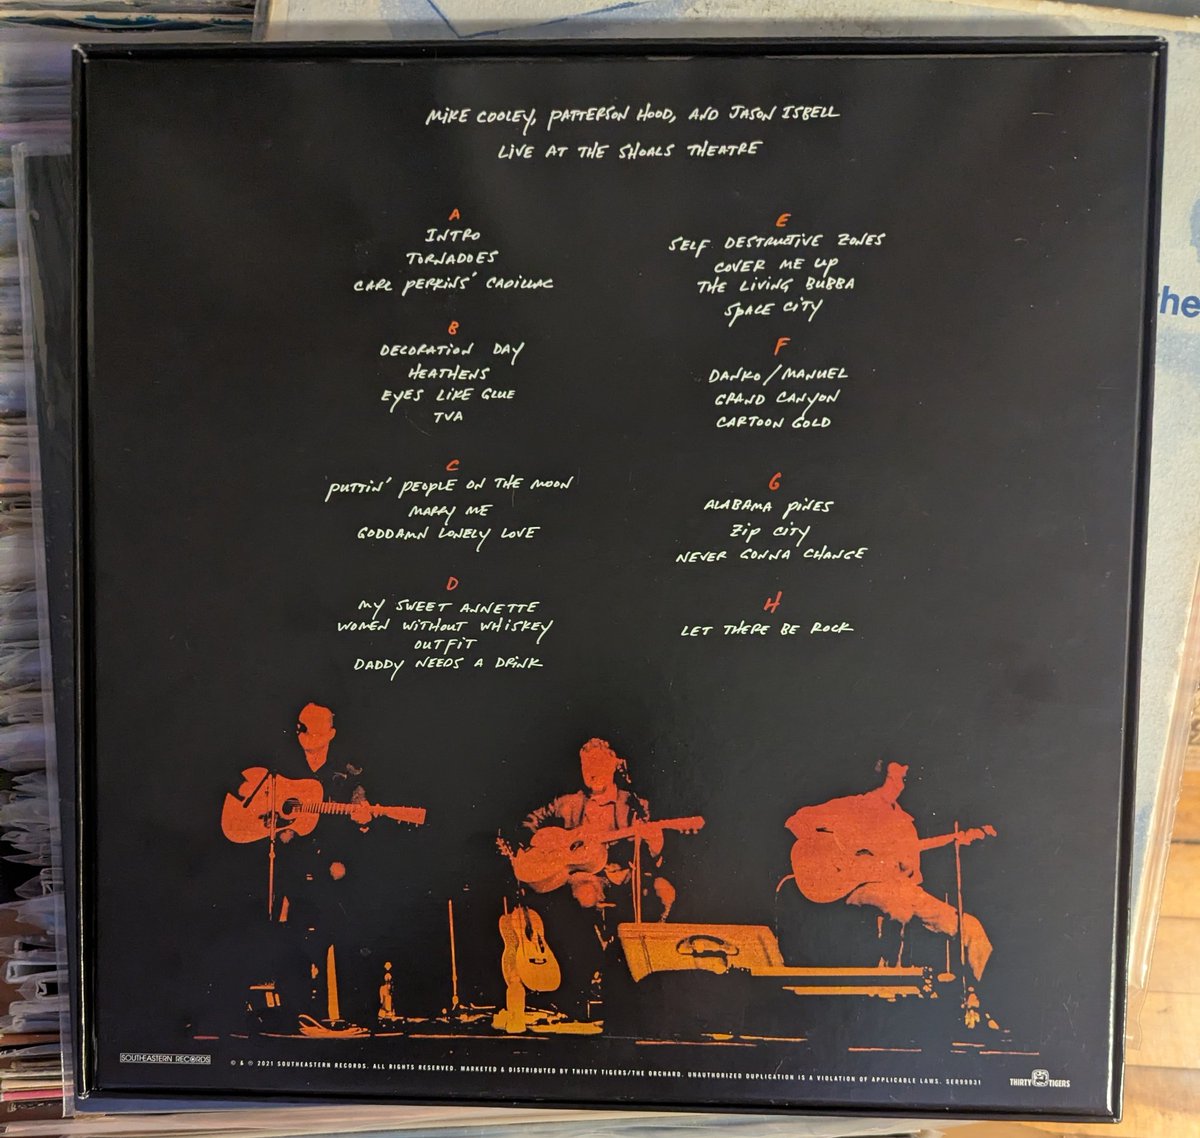 MIKE COOLEY, PATTERSON HOOD, AND JASON ISBELL
LIVE AT THE SHOALS THEATRE
A
INTRO
TORNADOES
CARL PERKINS' CADILLAC
B
DECORATION DAY
HEATHENS
EYES LIKE GLUE
TVA
C
PUTTIN' PEOPLE ON THE MOON
MARRY ME
GODDAMN LONELY LOVE
D
MY SWEET ANNETTE
WOMEN WITHOUT WHISKEY
OUTFIT
DADDY NEEDS A DRINK
E
SELF DESTRUCTIVE ZONES
COVER ME UP
THE LIVING BUBBA
SPACE CITY
F
DANKO/MANUEL
GRAND CANYON
CARTOON GOLD
G
ALABAMA PINES
ZIP CITY
NEVER GONNA CHANGE
H
LET THERE BE ROCK
the
SOUTHEASTERN RECORDS
© & ℗ 2021 SOUTHEASTERN RECORDS. ALL RIGHTS RESERVED. MARKETED & DISTRIBUTED BY THIRTY TIGERS/THE ORCHARD. UNAUTHORIZED DUPLICATION IS A VIOLATION OF APPLICABLE LAWS. SER99931
THIRTY TIGERS